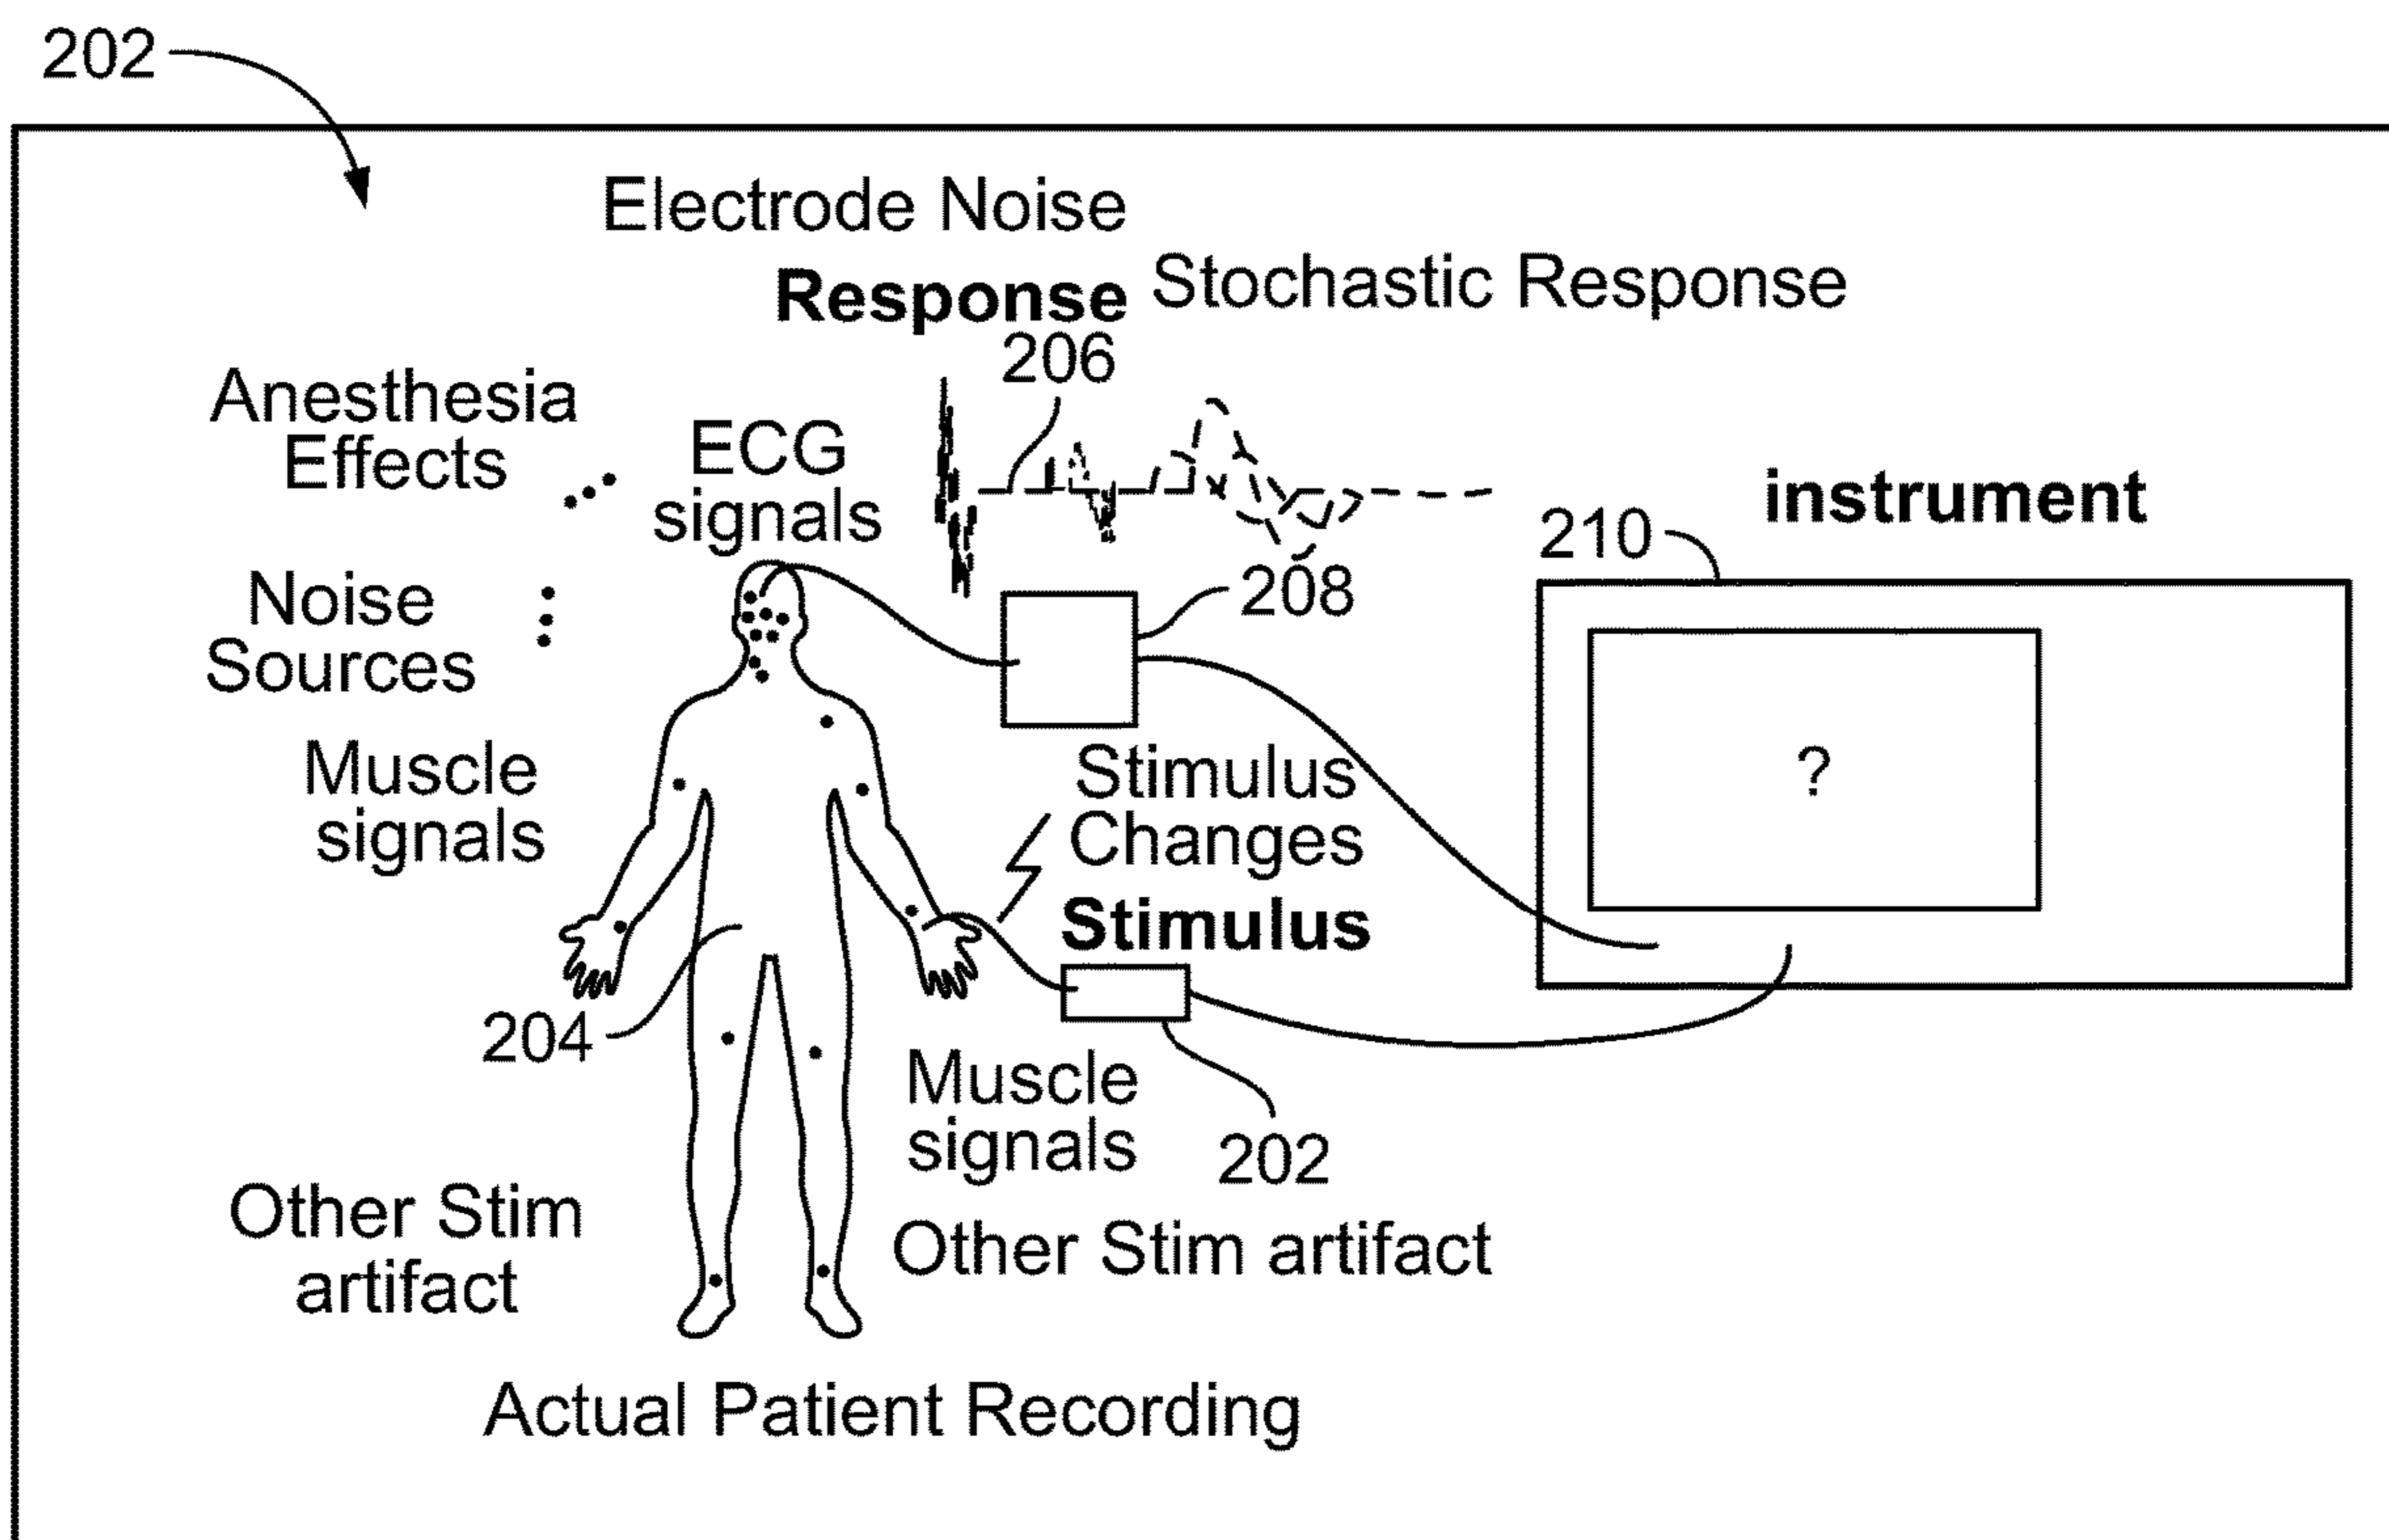 202
Electrode Noise
Response
Stochastic Response
206
Anesthesia
Effects
ECG
signals
instrument
210
Noise
Sources
208
Muscle
signals
Stimulus
Changes
?
Stimulus
204
Muscle
signals
202
Other Stim
artifact
Other Stim artifact
Actual Patient Recording